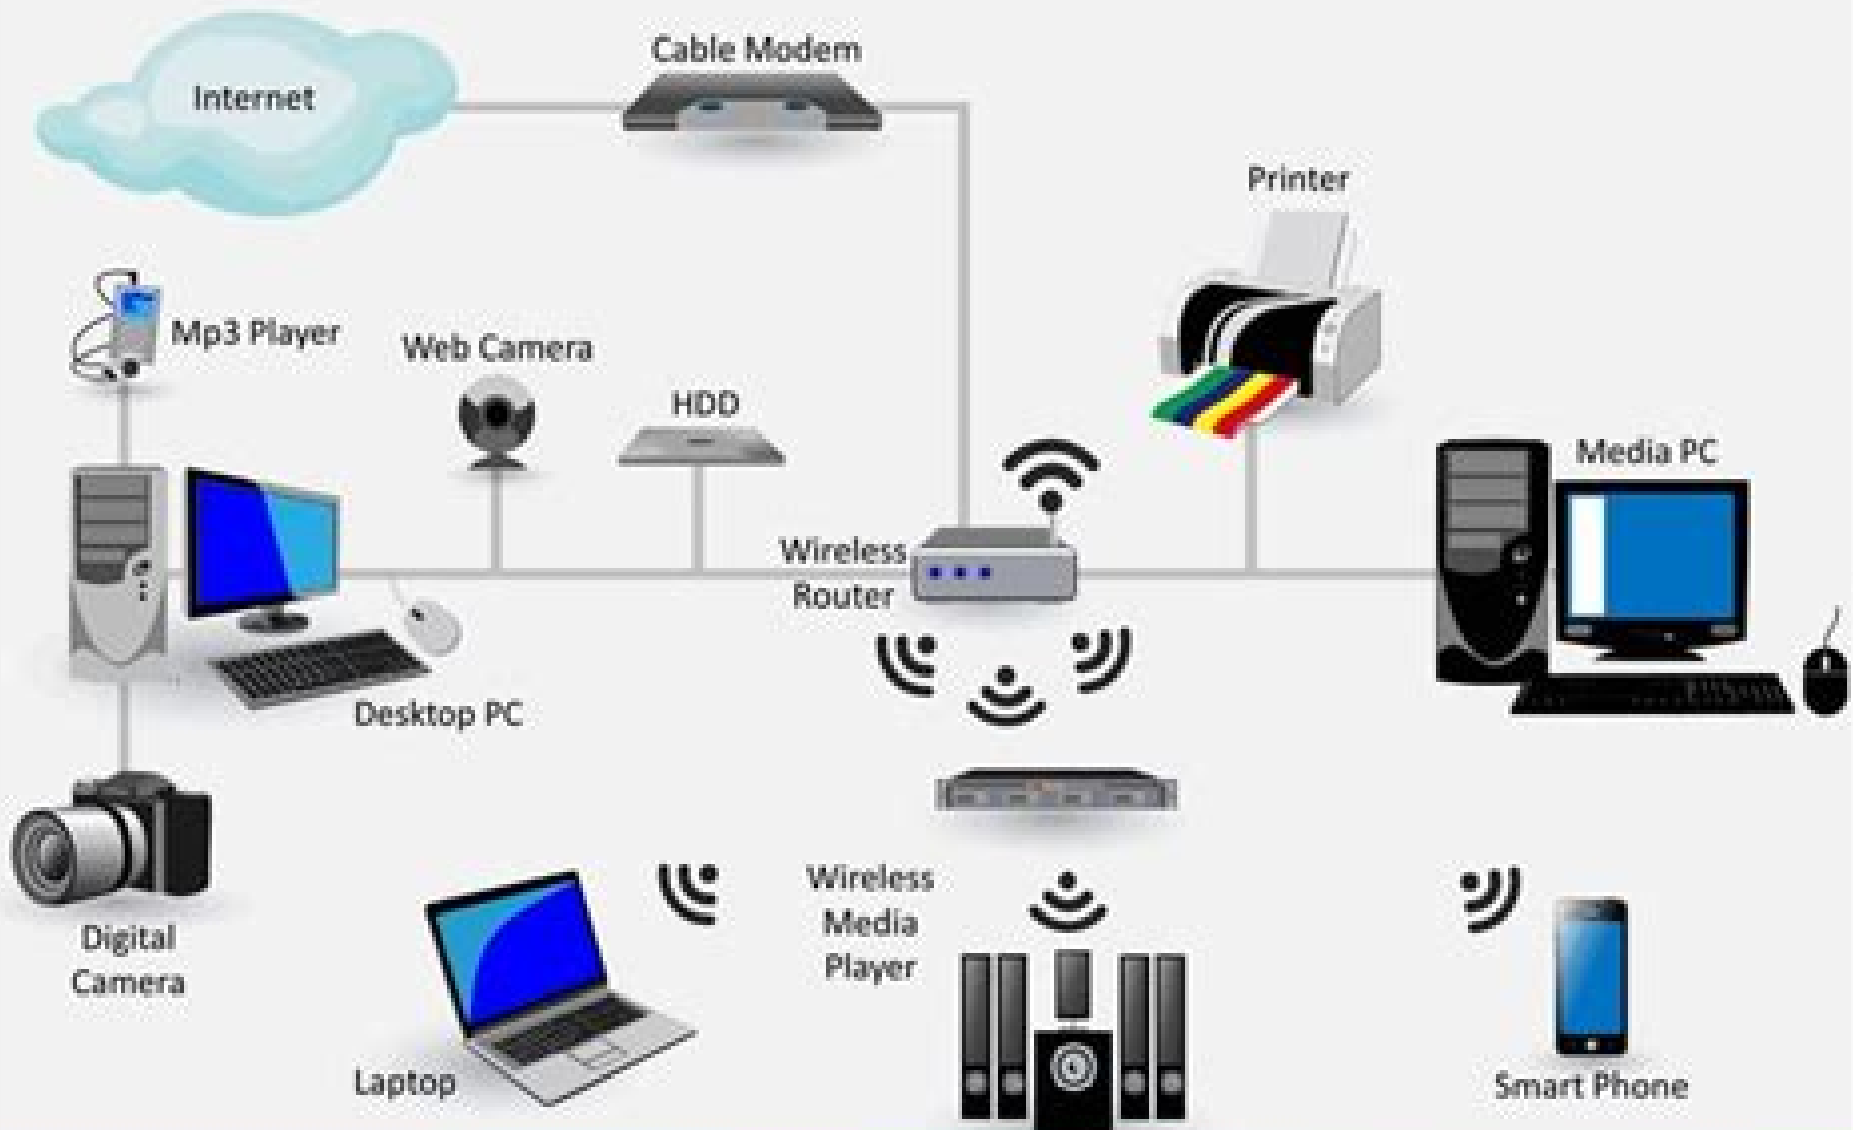 Cable Modem
Internet
Printer
Mp3 Player
Web Camera
HDD
Media PC
Wireless
Router
Desktop PC
Wireless
Media
Player
Digital
Camera
Laptop
Smart Phone